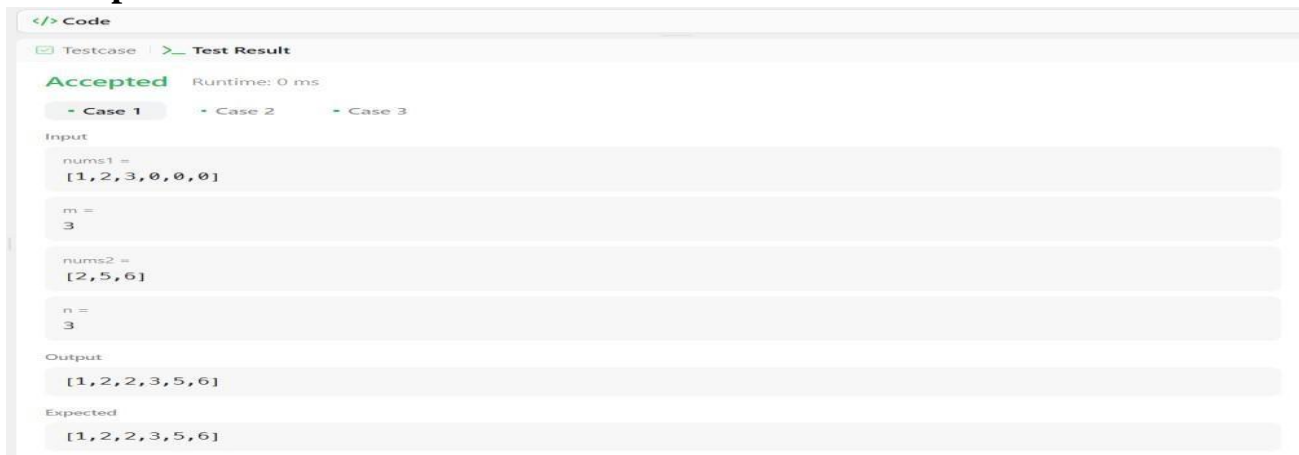 </> Code
Testcase >_ Test Result
Accepted Runtime: 0 ms
• Case 1 • Case 2 • Case 3
Input
nums1 =
[1,2,3,0,0,0]
m =
3
nums2 =
[2,5,6]
n =
3
Output
[1,2,2,3,5,6]
Expected
[1,2,2,3,5,6]